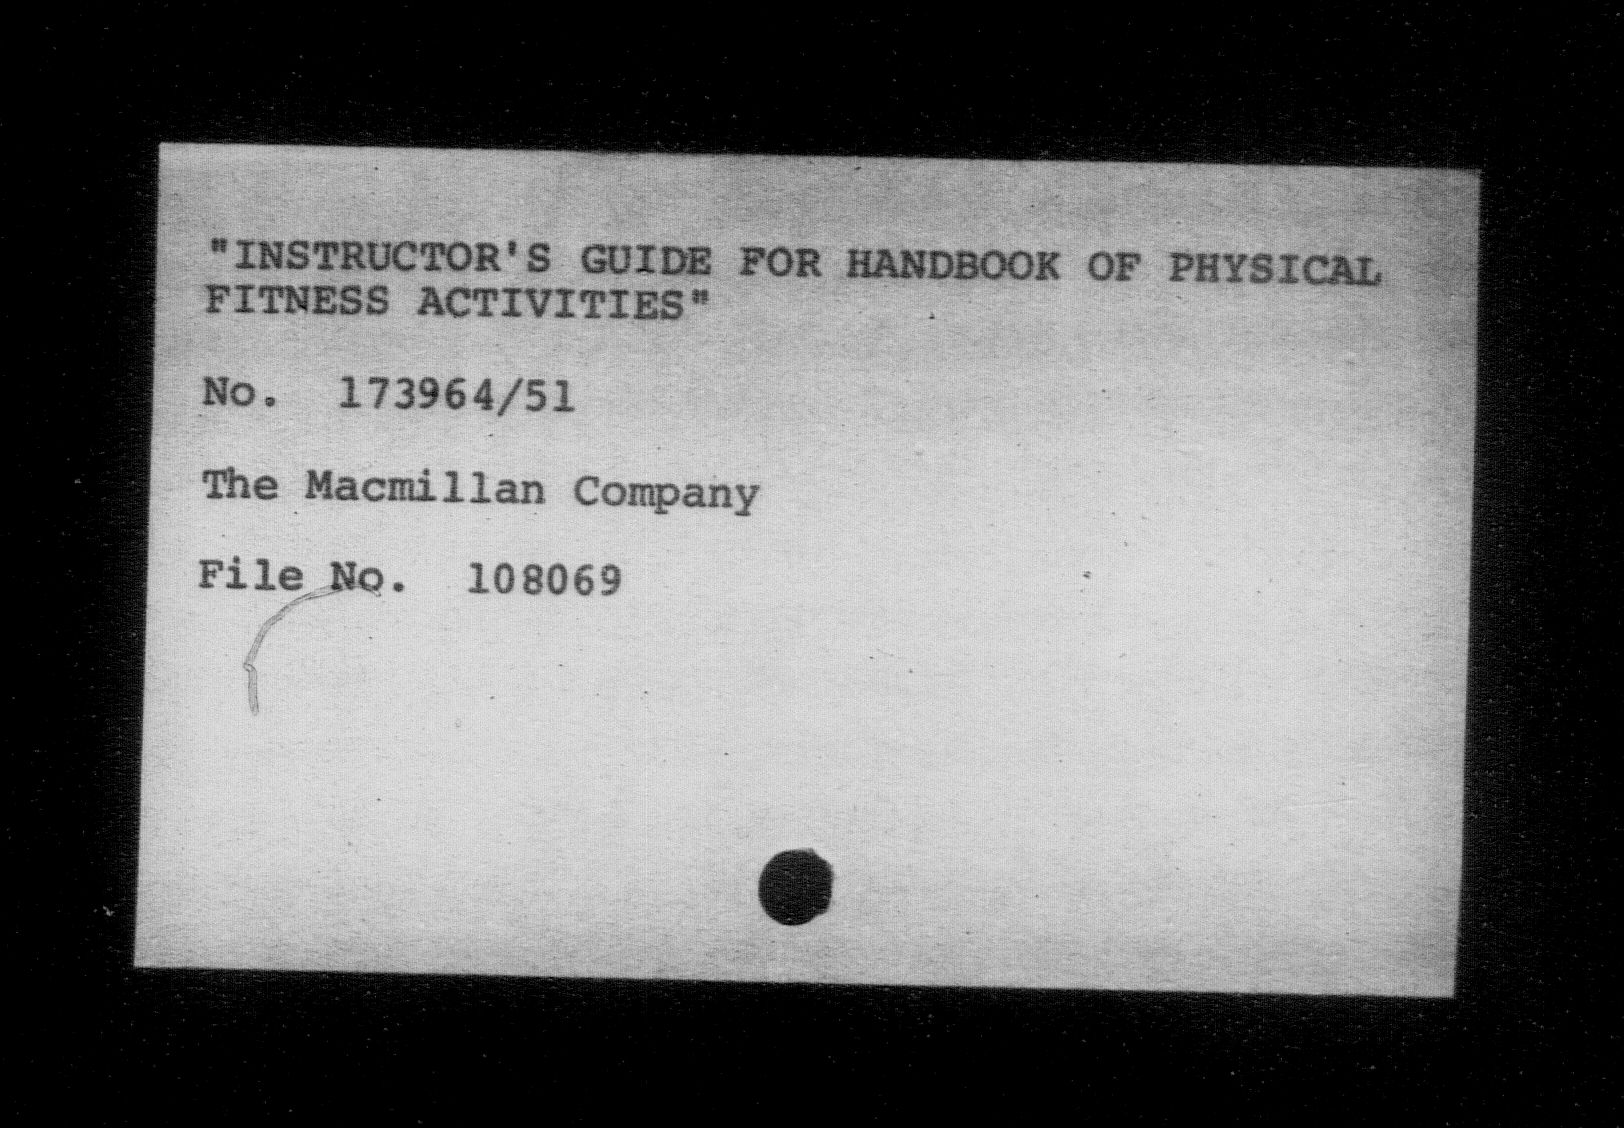 "INSTRUCTOR'S GUIDE FOR HANDBOOK OF PHYSICAL
FITNESS ACTIVITIES"
No. 173964/51
The Macmillan Company
File No. 108069